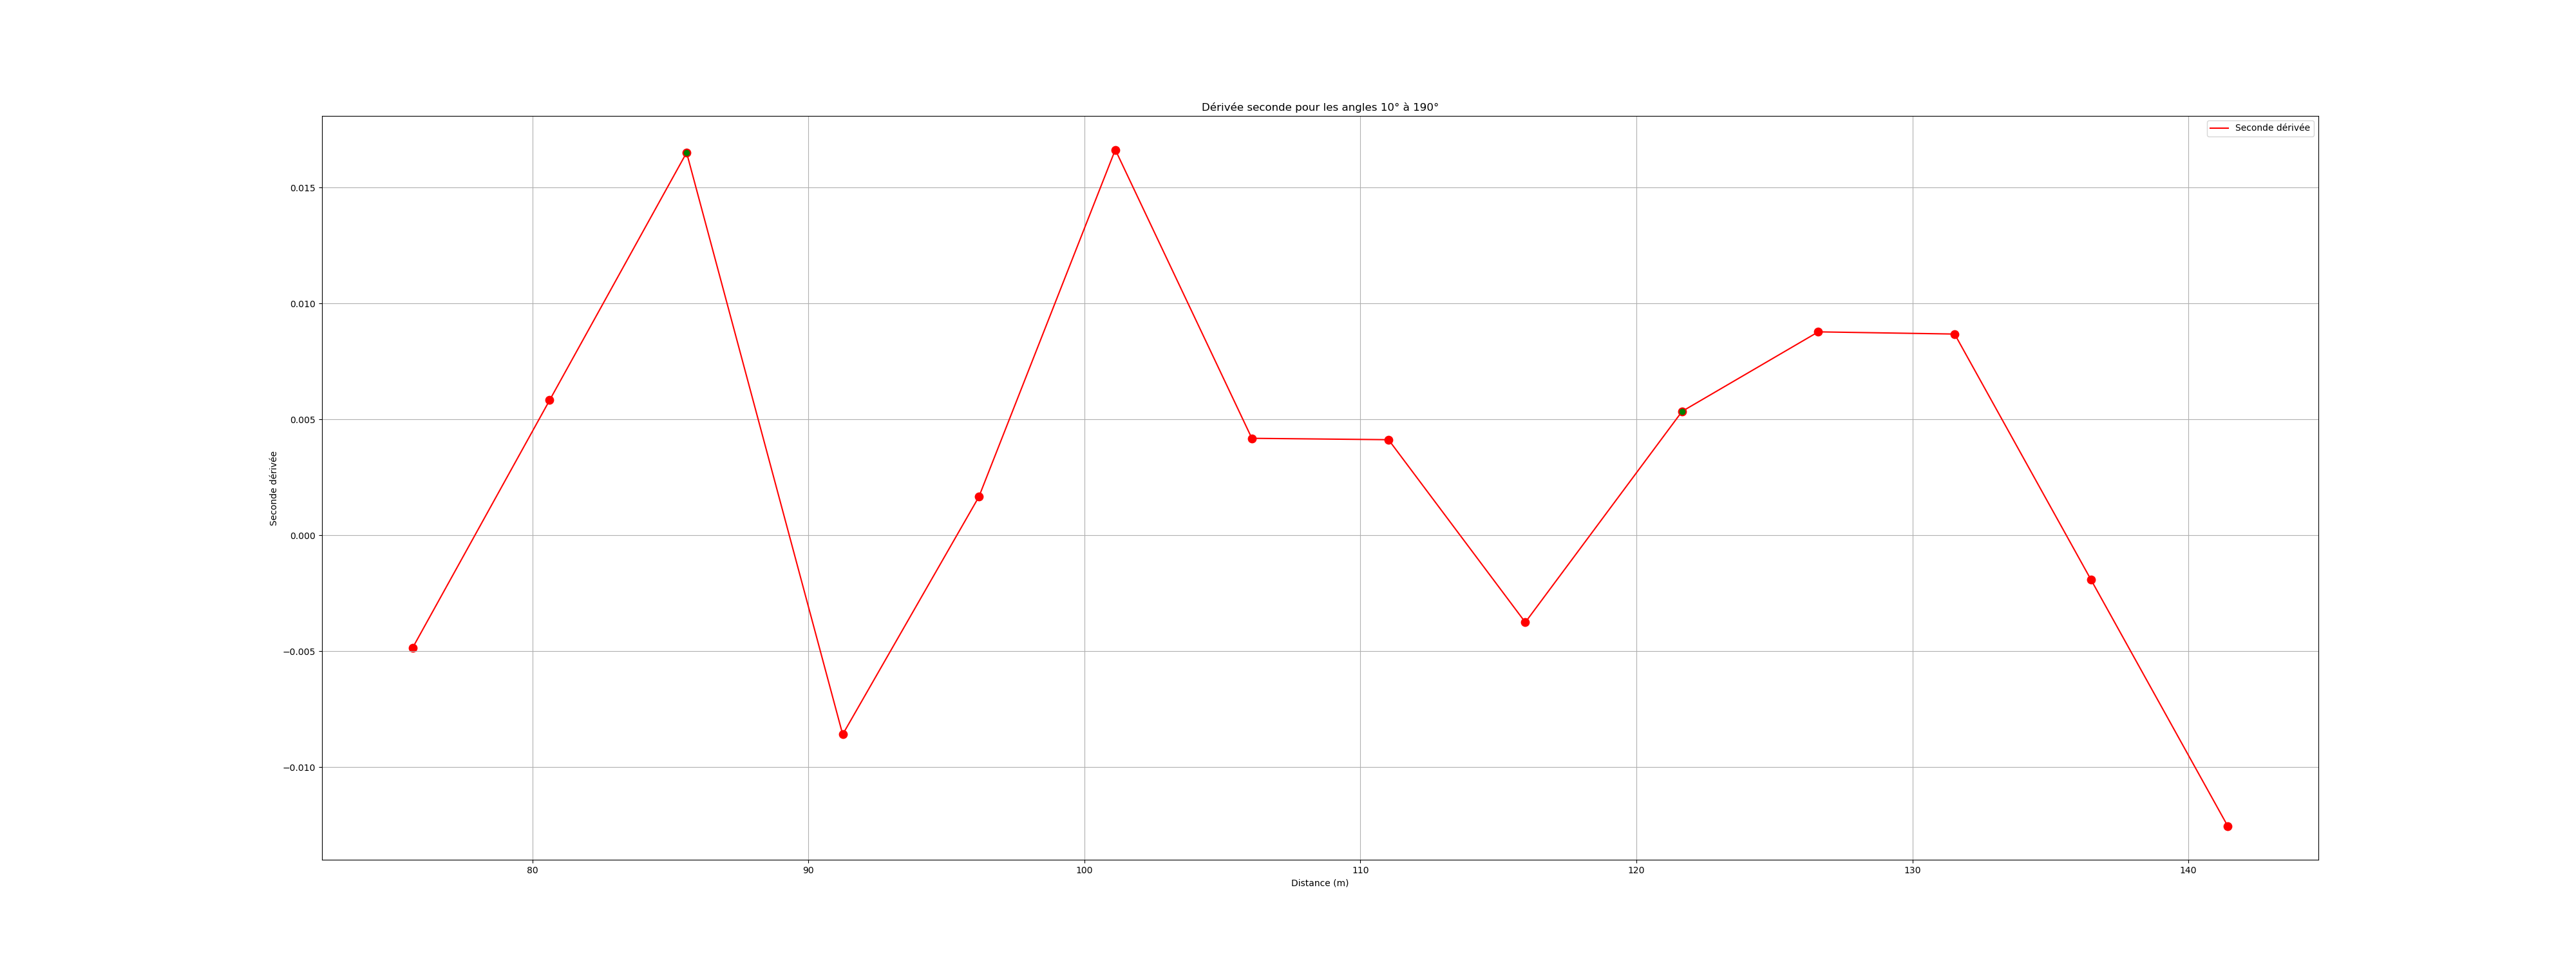 Dérivée seconde pour les angles 10° à 190°
Seconde dérivée
0.015
0.010
0.005
0.000
−0.005
−0.010
Seconde dérivée
80 90 100 110 120 130 140
Distance (m)